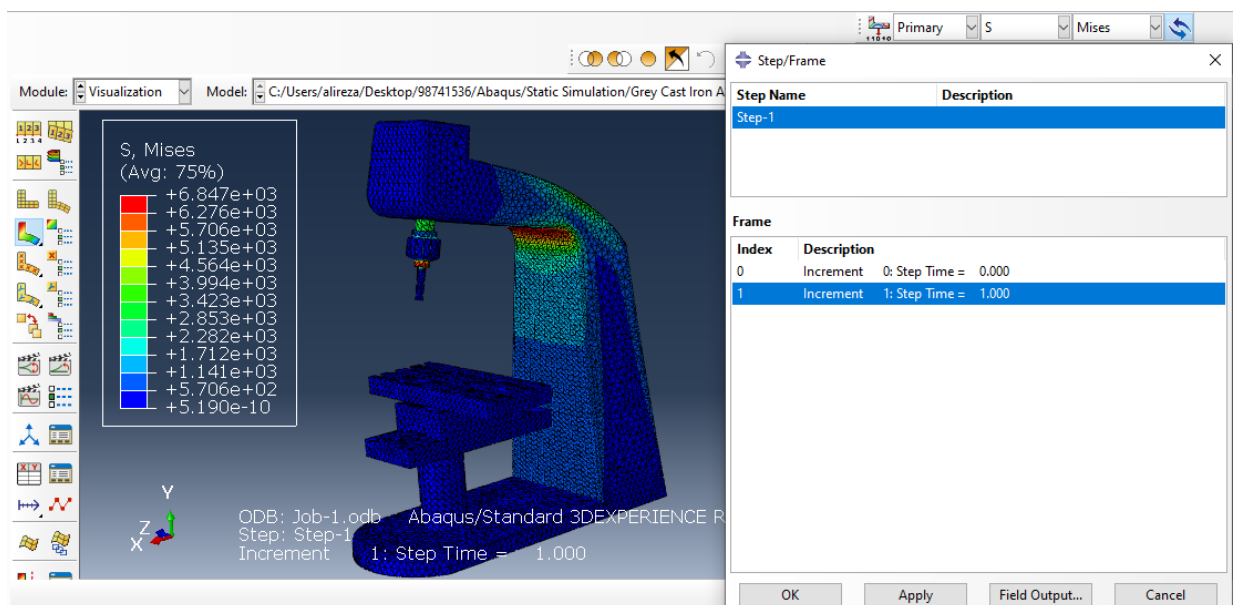 Primary S Mises
Step/Frame
Module: Visualization Model: C:/Users/alireza/Desktop/98741536/Abaqus/Static Simulation/Grey Cast Iron A
Step Name Description
Step-1
S, Mises
(Avg: 75%)
+6.847e+03
+6.276e+03
+5.706e+03
+5.135e+03
+4.564e+03
+3.994e+03
+3.423e+03
+2.853e+03
+2.282e+03
+1.712e+03
+1.141e+03
+5.706e+02
+5.190e-10
Frame
Index Description
0 Increment 0: Step Time = 0.000
1 Increment 1: Step Time = 1.000
Y
Z
X
ODB: Job-1.odb Abaqus/Standard 3DEXPERIENCE R
Step: Step-1
Increment 1: Step Time = 1.000
OK Apply Field Output... Cancel